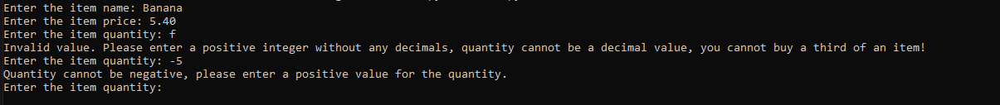 Enter the item name: Banana
Enter the item price: 5.40
Enter the item quantity: f
Invalid value. Please enter a positive integer without any decimals, quantity cannot be a decimal value, you cannot buy a third of an item!
Enter the item quantity: -5
Quantity cannot be negative, please enter a positive value for the quantity.
Enter the item quantity: